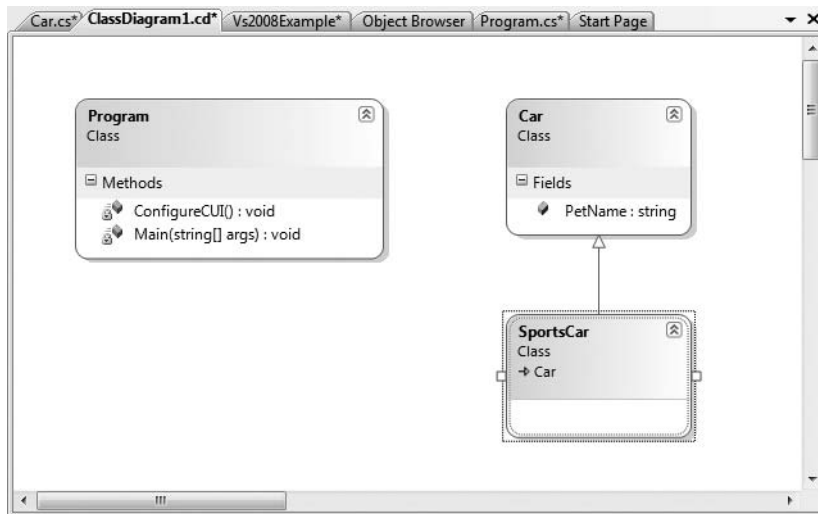 Car.cs* ClassDiagram1.cd* Vs2008Example* Object Browser Program.cs* Start Page
Program
Class
Methods
ConfigureCUI() : void
Main(string[] args) : void
Car
Class
Fields
PetName : string
SportsCar
Class
Car